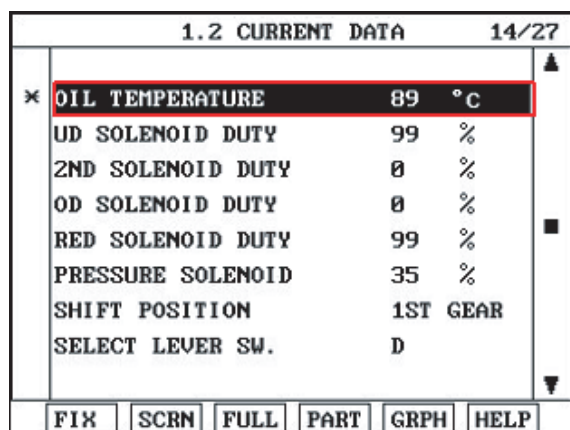 1.2 CURRENT DATA 14/27
* OIL TEMPERATURE 89 °C
UD SOLENOID DUTY 99 %
2ND SOLENOID DUTY 0 %
OD SOLENOID DUTY 0 %
RED SOLENOID DUTY 99 %
PRESSURE SOLENOID 35 %
SHIFT POSITION 1ST GEAR
SELECT LEVER SW. D
FIX SCRN FULL PART GRPH HELP